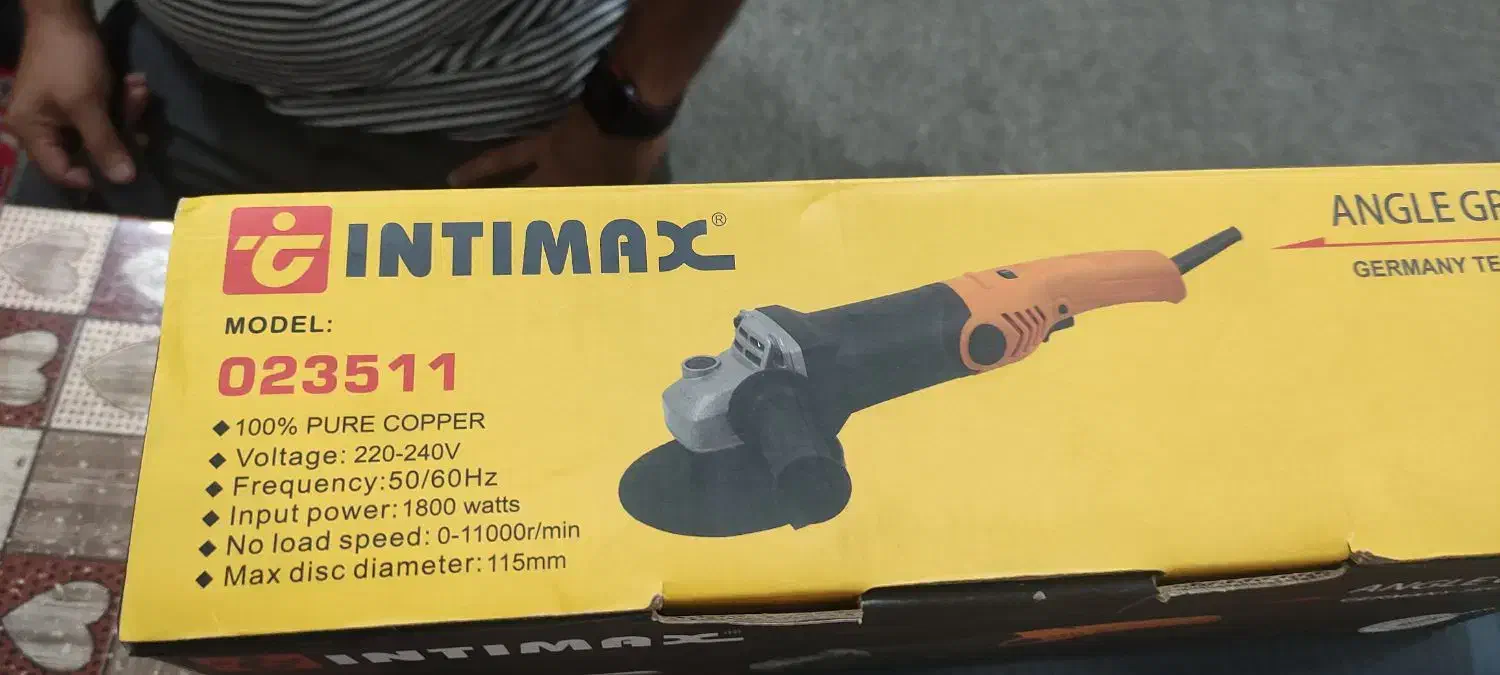 INTIMAX®
MODEL:
023511
◆100% PURE COPPER
◆Voltage: 220-240V
◆Frequency:50/60Hz
◆Input power:1800 watts
◆No load speed: 0-11000r/min
◆Max disc diameter:115mm
ANGLE GR
GERMANY TE
INTIMAX
ANGLE